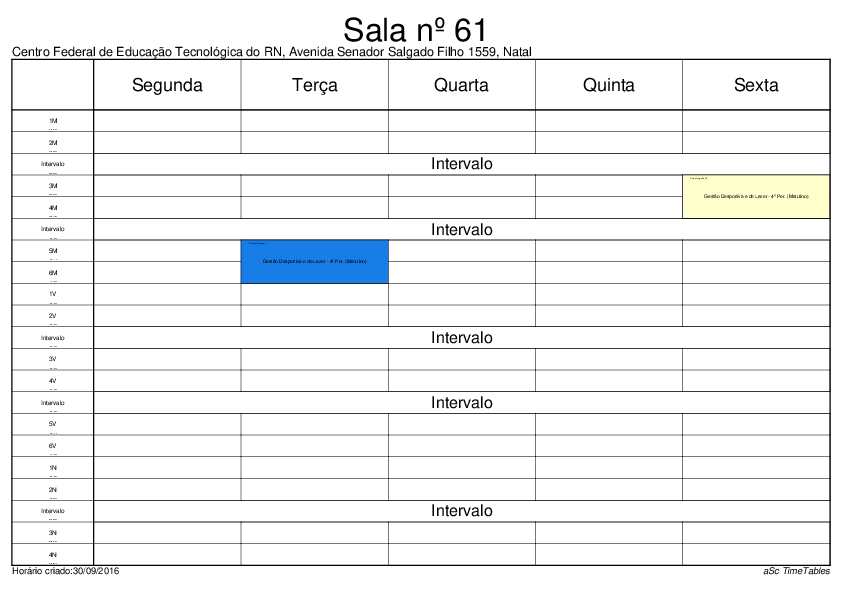 Sala nº 61
Centro Federal de Educação Tecnológica do RN, Avenida Senador Salgado Filho 1559, Natal
Segunda Terça Quarta Quinta Sexta
1M
2M
Intervalo Intervalo
3M
4M Gestão Desportiva e de Lazer - 4º Per. (Matutino)
Intervalo Intervalo
5M
6M Gestão Desportiva e de Lazer - 4º Per. (Matutino)
1V
2V
Intervalo Intervalo
3V
4V
Intervalo Intervalo
5V
6V
1N
2N
Intervalo Intervalo
3N
4N
Horário criado:30/09/2016 aSc TimeTables